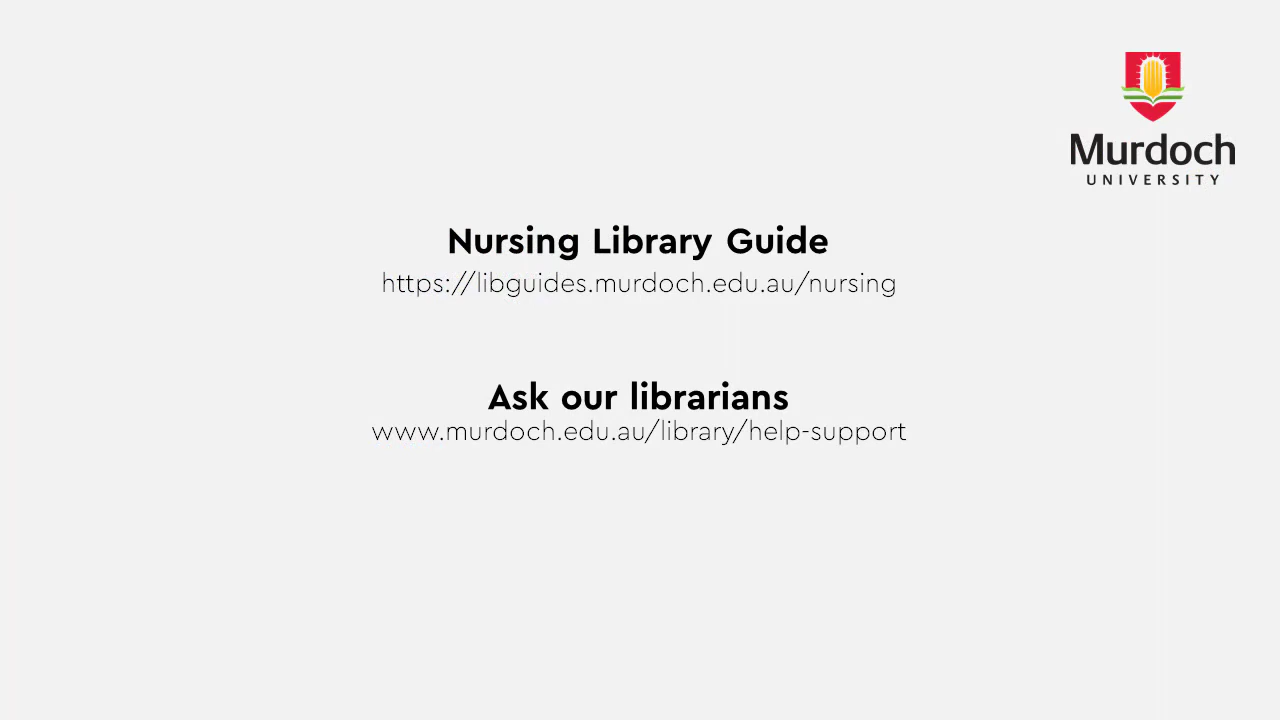 Murdoch
UNIVERSITY
Nursing Library Guide
https://libguides.murdoch.edu.au/nursing
Ask our librarians
www.murdoch.edu.au/library/help-support